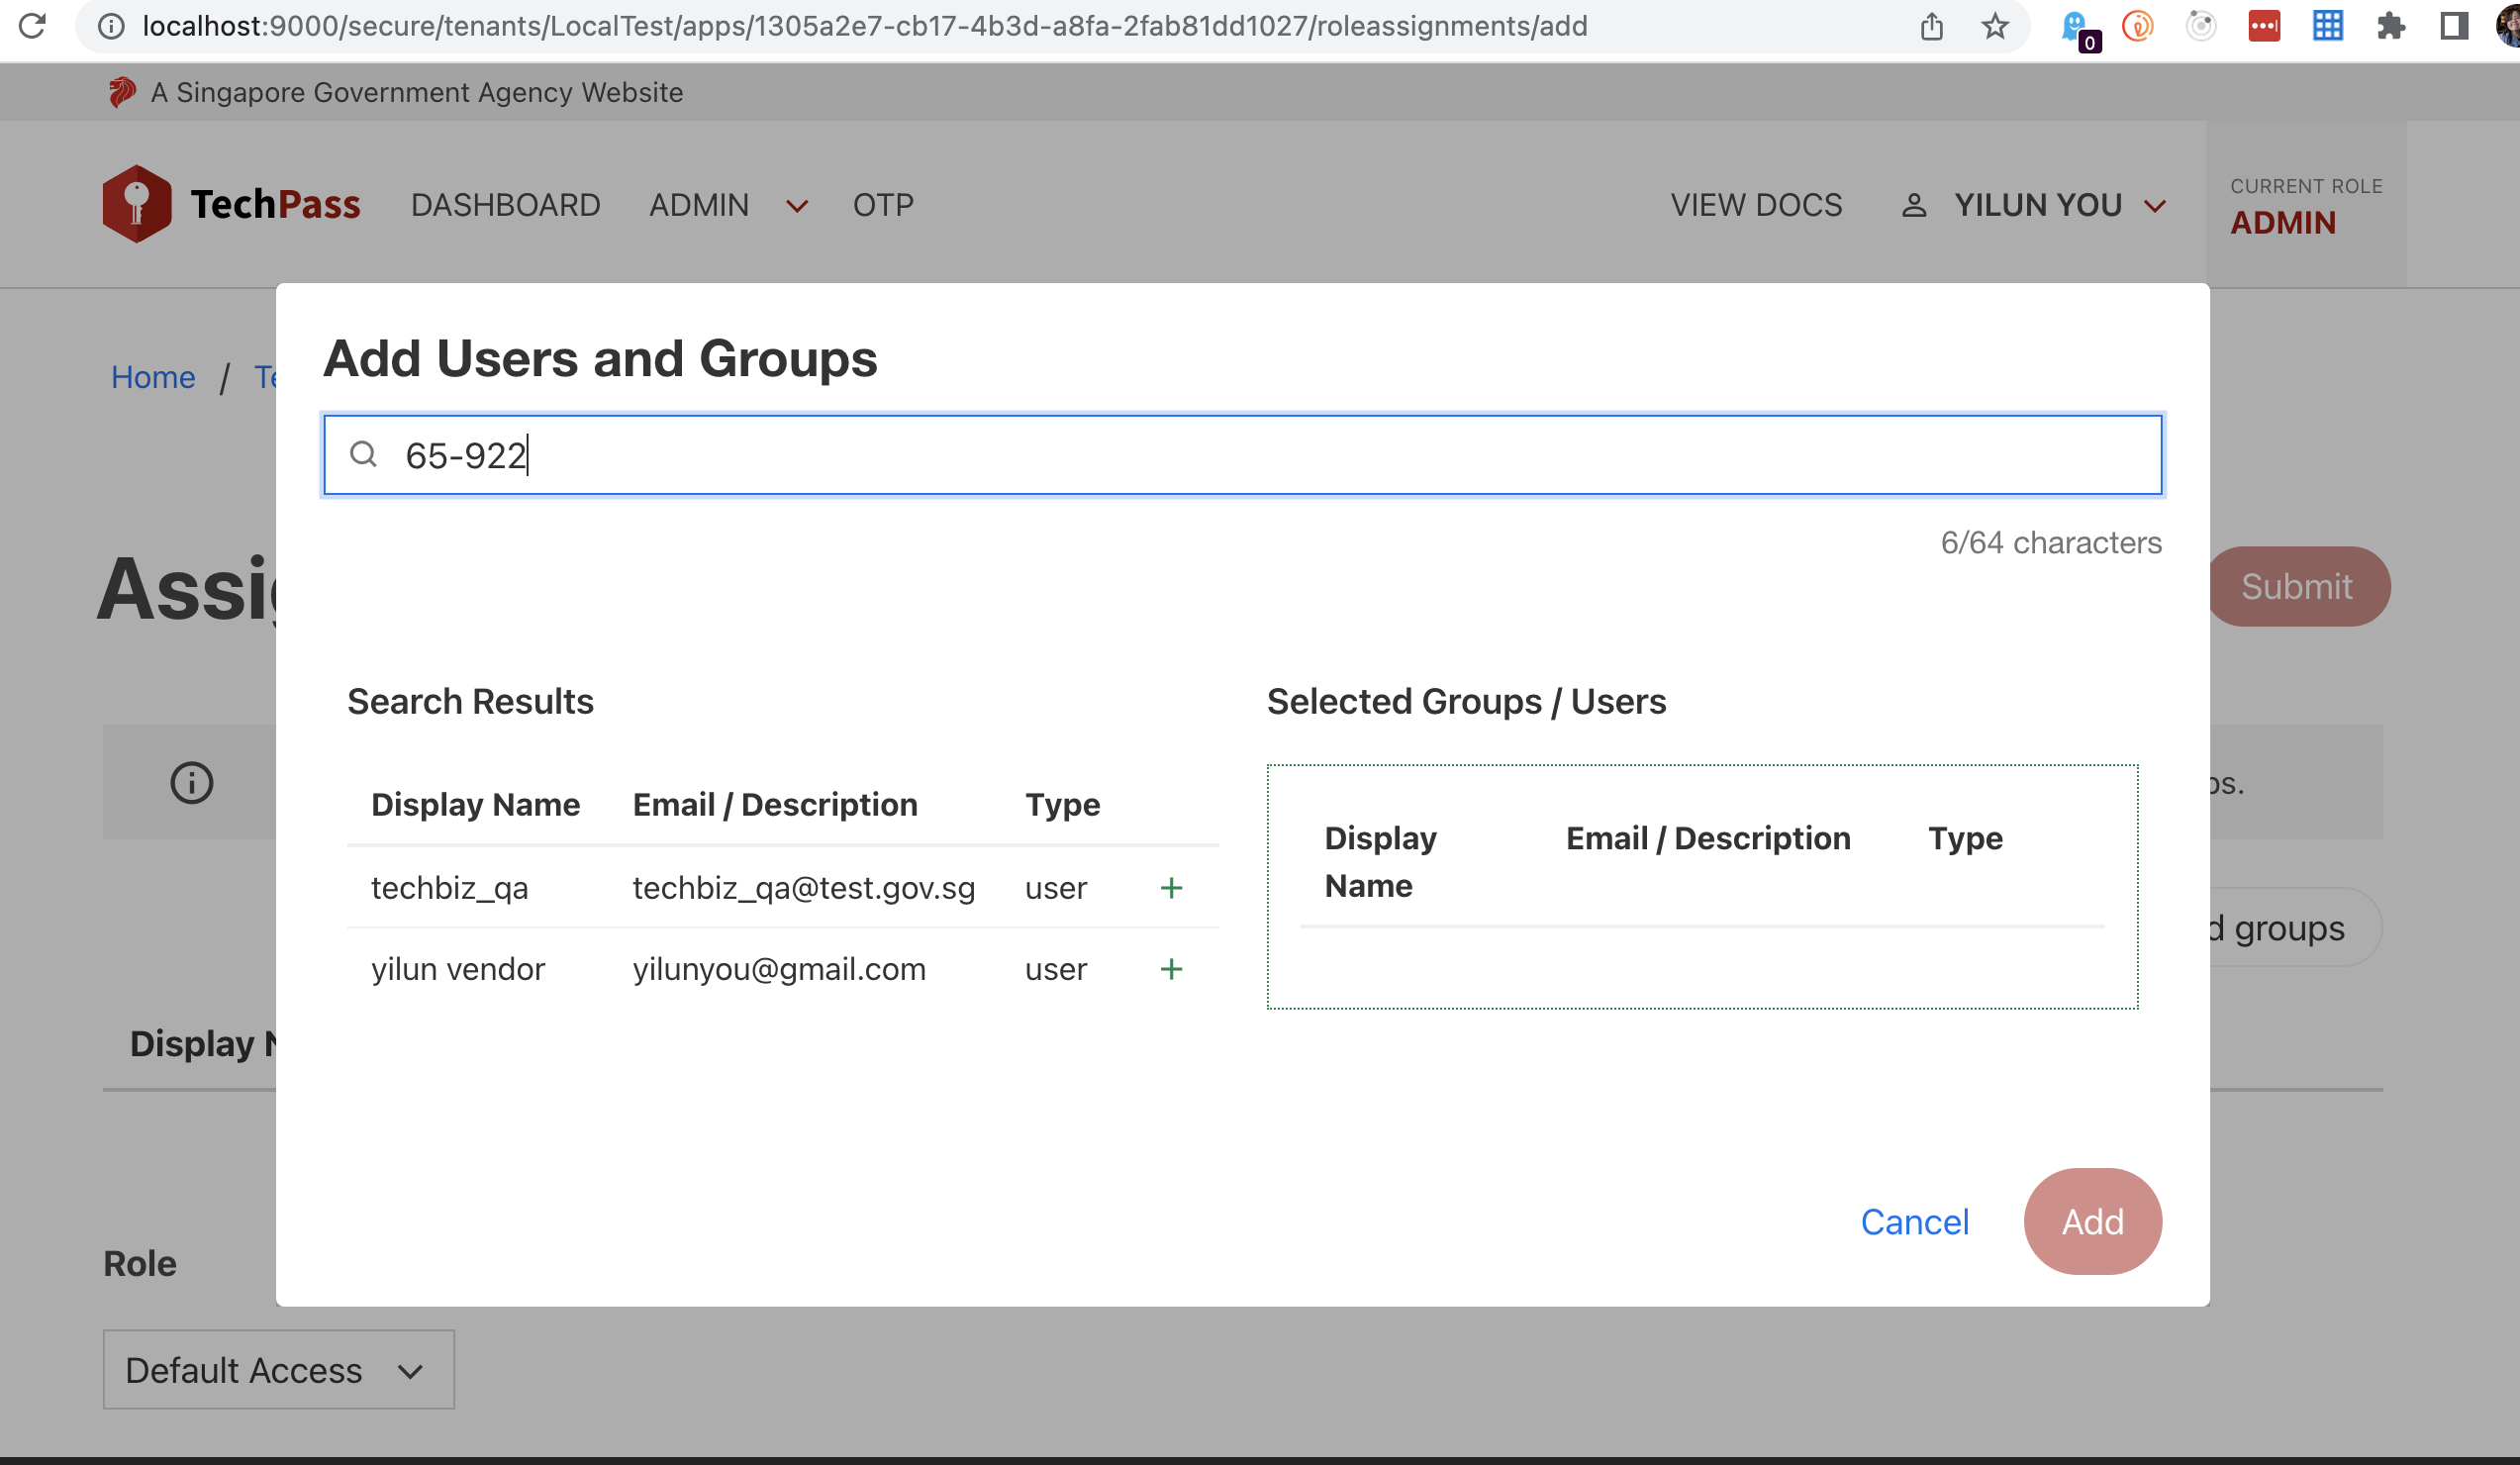 localhost:9000/secure/tenants/LocalTest/apps/1305a2e7-cb17-4b3d-a8fa-2fab81dd1027/roleassignments/add
0
A Singapore Government Agency Website
TechPass DASHBOARD ADMIN OTP VIEW DOCS YILUN YOU CURRENT ROLE
ADMIN
Home / Te
Add Users and Groups
65-922
6/64 characters
Assig
Submit
Search Results
Selected Groups / Users
Display Name Email / Description Type
techbiz_qa techbiz_qa@test.gov.sg user +
yilun vendor yilunyou@gmail.com user +
Display
Name Email / Description Type
ps.
d groups
Display N
Cancel Add
Role
Default Access